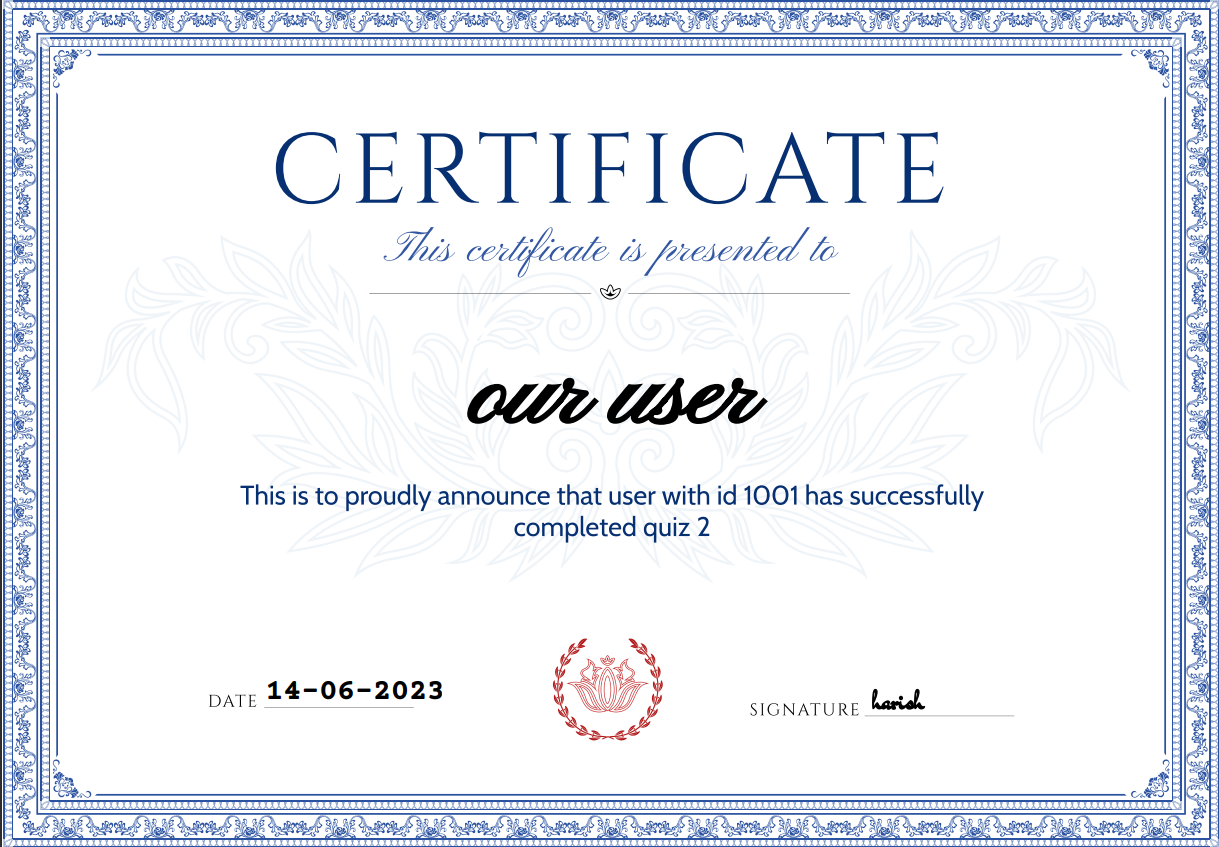 CERTIFICATE
This certificate is presented to
our user
This is to proudly announce that user with id 1001 has successfully
completed quiz 2
DATE 14-06-2023
SIGNATURE harish